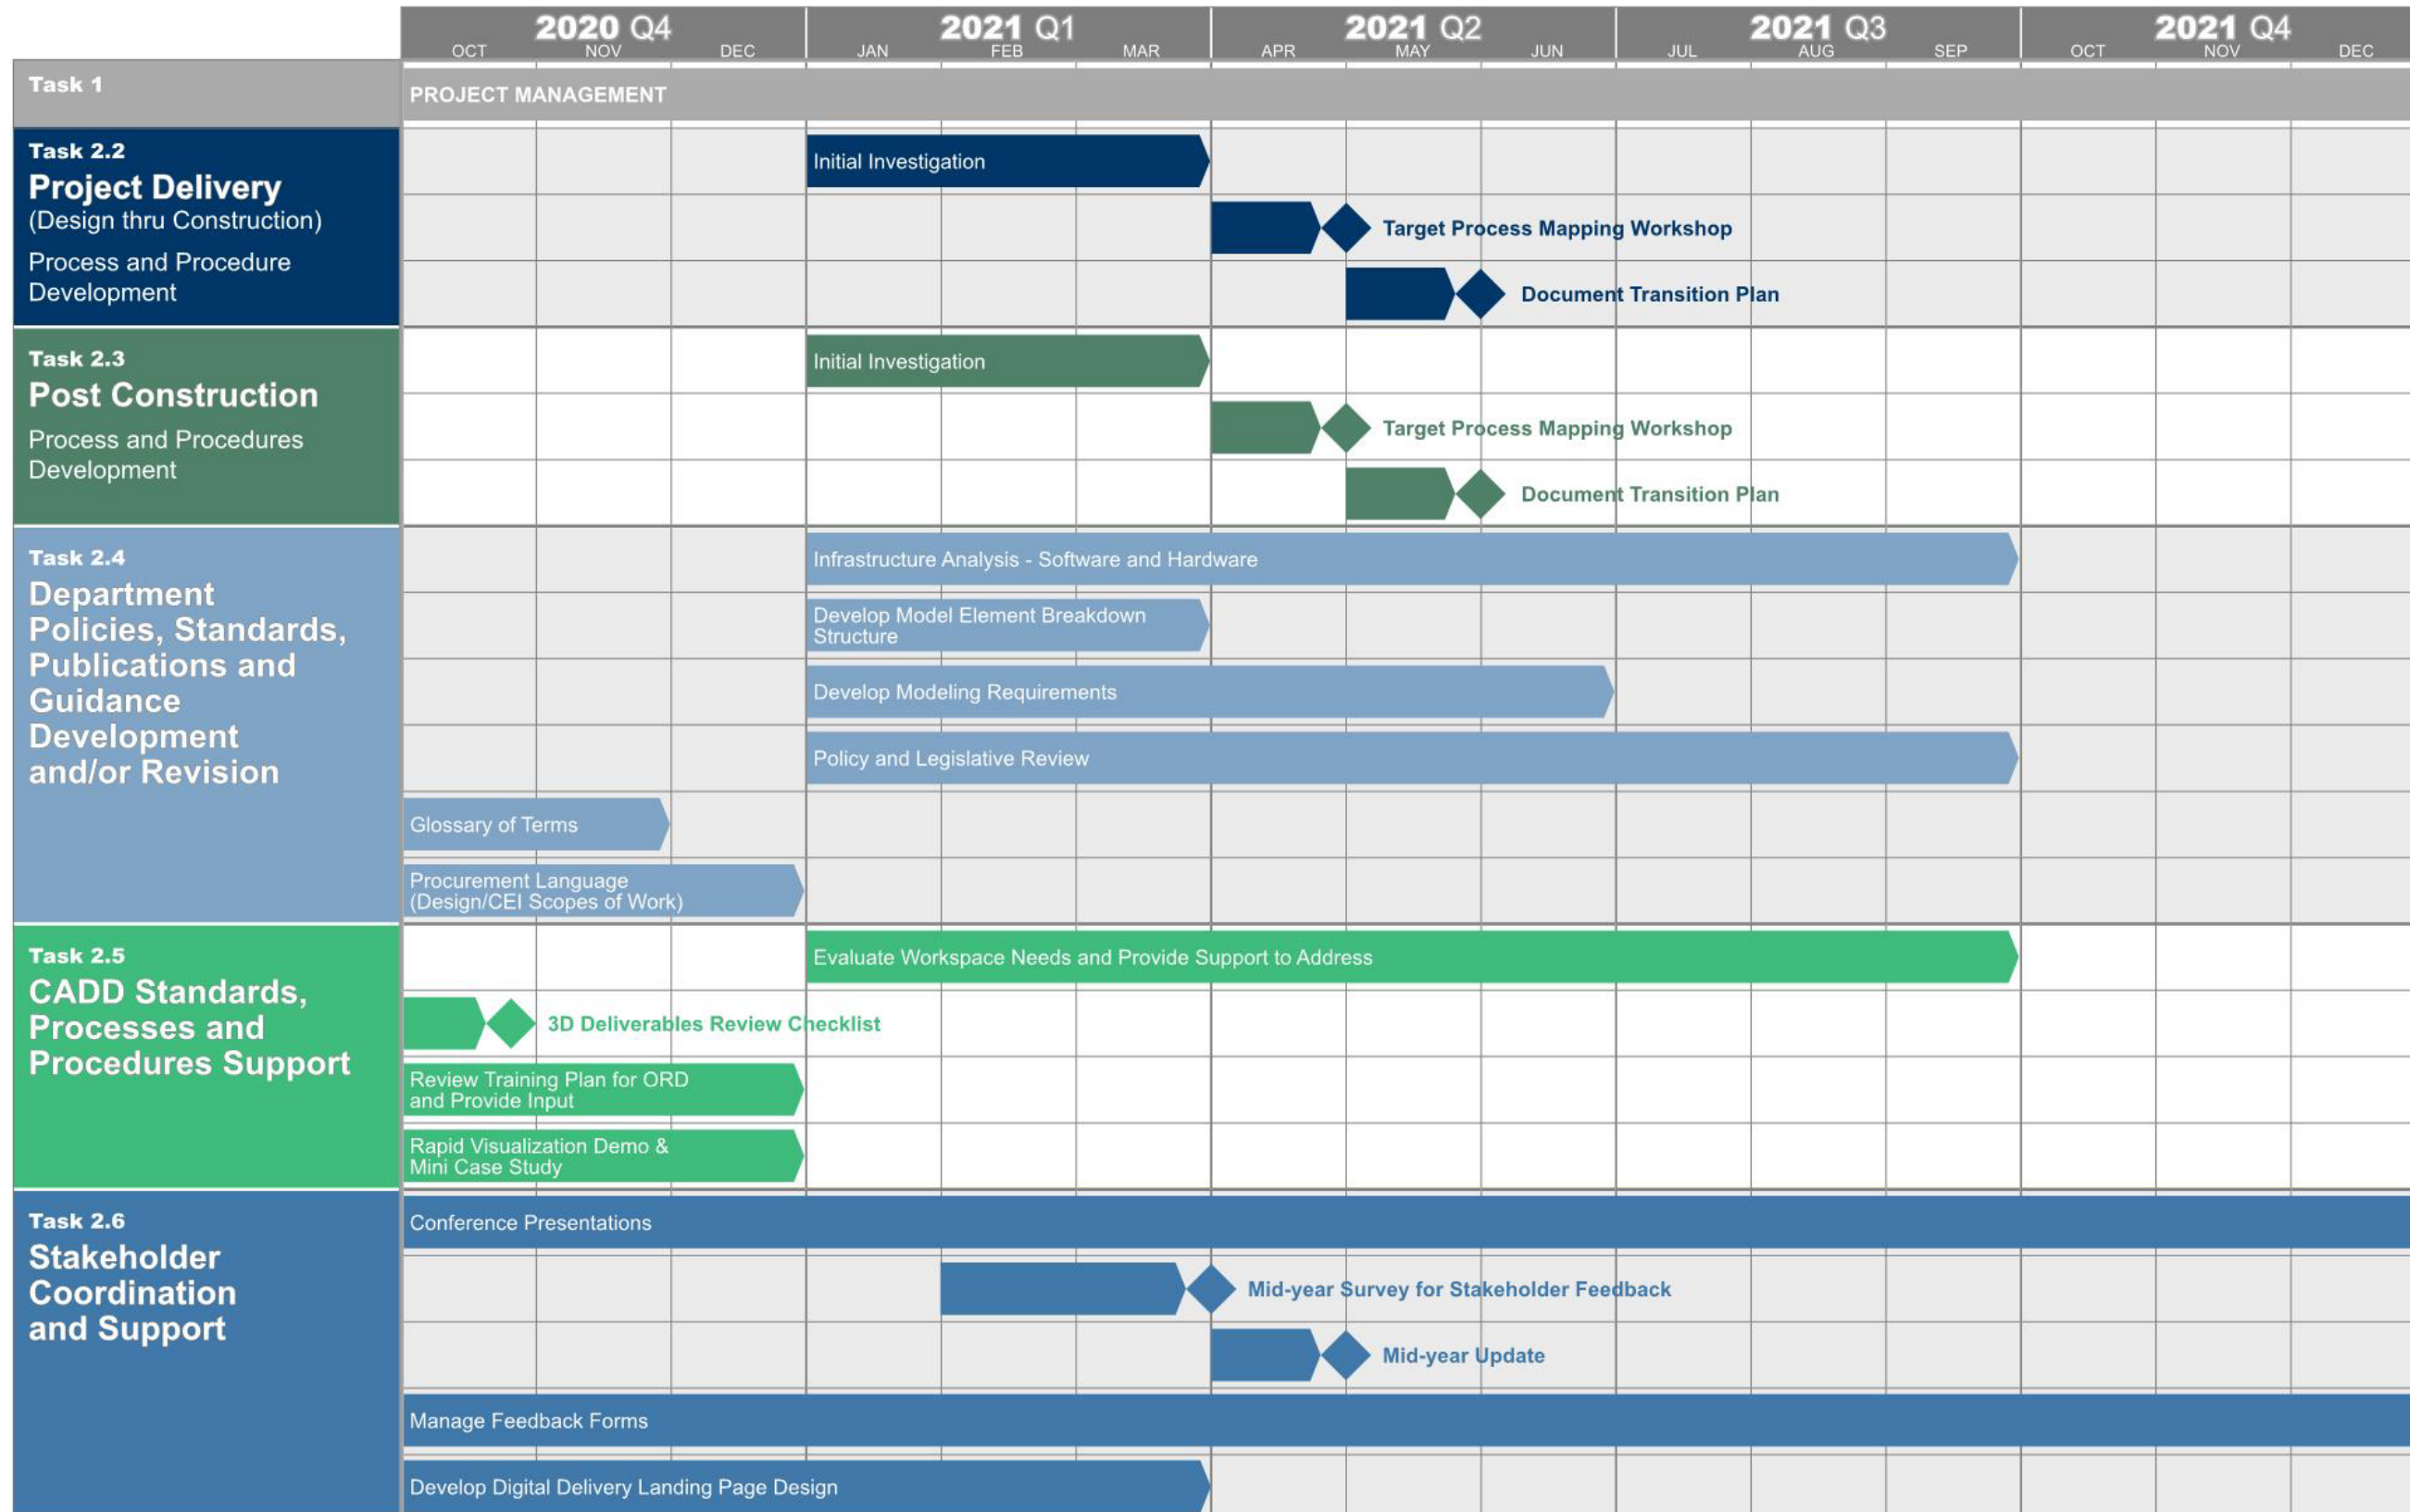 2020 Q4
2021 Q1
2021 Q2
2021 Q3
2021 Q4
OCT NOV DEC JAN FEB MAR APR MAY JUN JUL AUG SEP OCT NOV DEC
Task 1
PROJECT MANAGEMENT
Task 2.2
Project Delivery
(Design thru Construction)
Process and Procedure
Development
Initial Investigation
Target Process Mapping Workshop
Document Transition Plan
Task 2.3
Post Construction
Process and Procedures
Development
Initial Investigation
Target Process Mapping Workshop
Document Transition Plan
Task 2.4
Department
Policies, Standards,
Publications and
Guidance
Development
and/or Revision
Infrastructure Analysis - Software and Hardware
Develop Model Element Breakdown
Structure
Develop Modeling Requirements
Policy and Legislative Review
Glossary of Terms
Procurement Language
(Design/CEI Scopes of Work)
Task 2.5
CADD Standards,
Processes and
Procedures Support
Evaluate Workspace Needs and Provide Support to Address
3D Deliverables Review Checklist
Review Training Plan for ORD
and Provide Input
Rapid Visualization Demo &
Mini Case Study
Task 2.6
Stakeholder
Coordination
and Support
Conference Presentations
Mid-year Survey for Stakeholder Feedback
Mid-year Update
Manage Feedback Forms
Develop Digital Delivery Landing Page Design